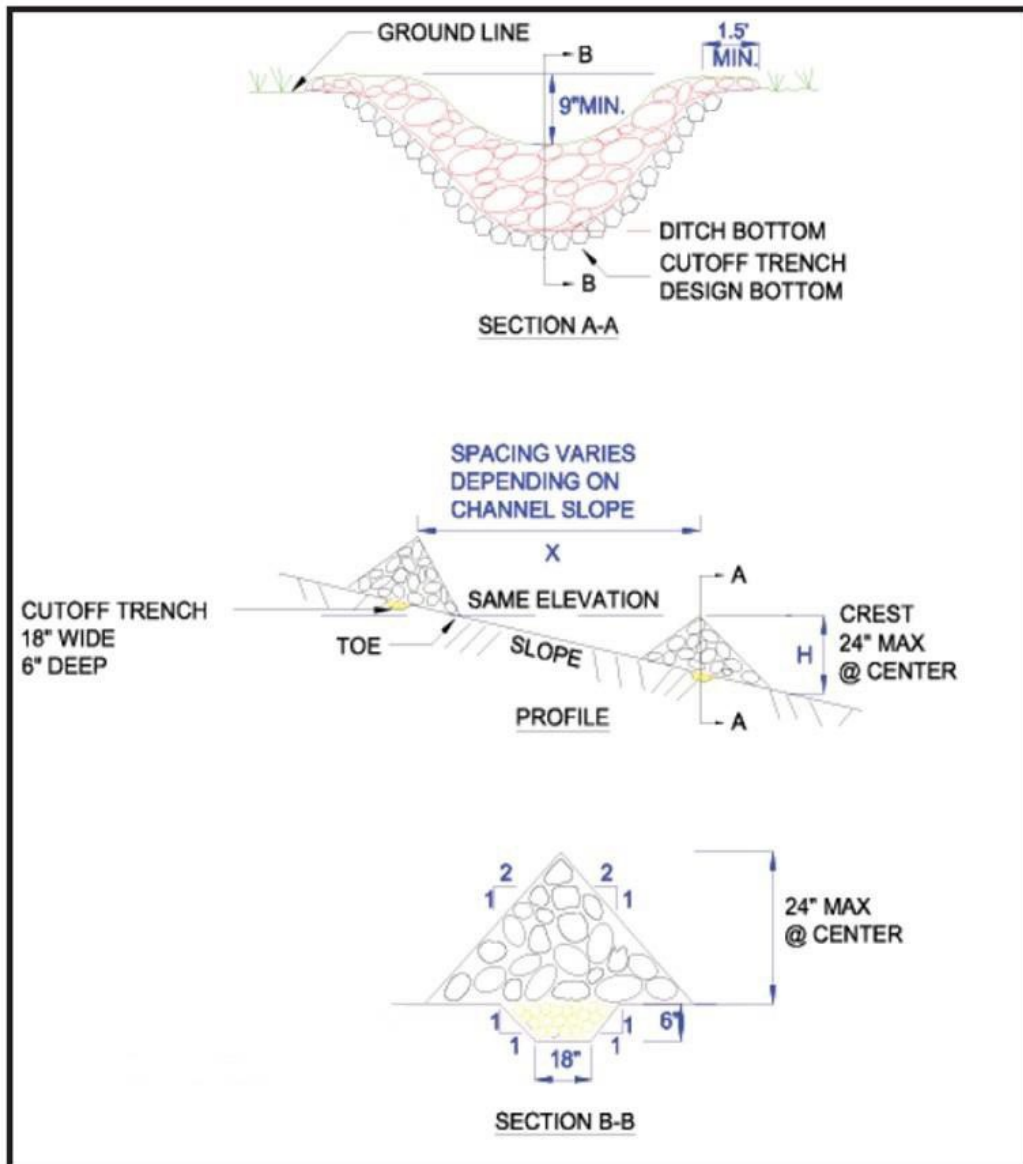 GROUND LINE
B
1.5'
MIN.
9"MIN.
DITCH BOTTOM
CUTOFF TRENCH
DESIGN BOTTOM
B
SECTION A-A
SPACING VARIES
DEPENDING ON
CHANNEL SLOPE
X
A
CUTOFF TRENCH
18" WIDE
6" DEEP
SAME ELEVATION
TOE
SLOPE
H
CREST
24" MAX
@ CENTER
PROFILE
A
2
1
2
1
24" MAX
@ CENTER
1
1
1
1
6"
18"
SECTION B-B